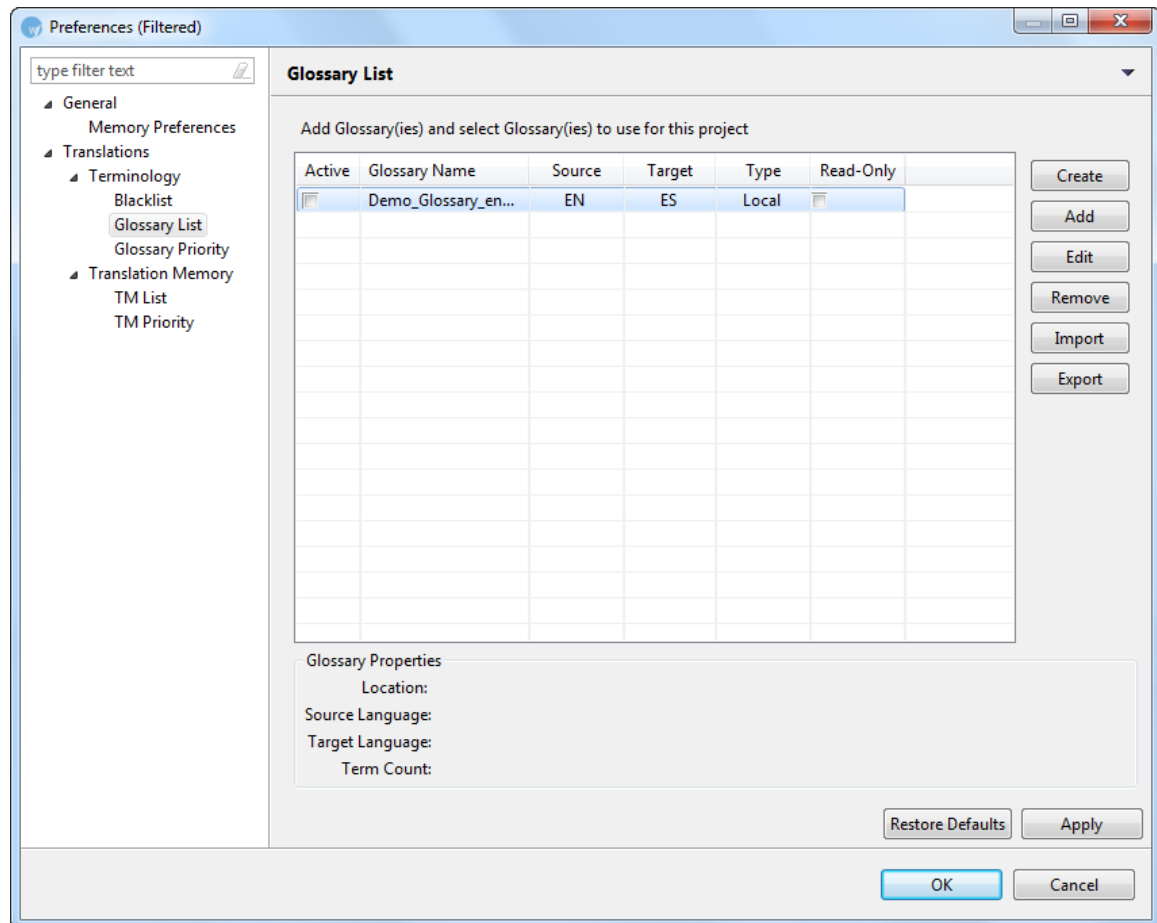 Preferences (Filtered)
type filter text
General
Memory Preferences
Translations
Terminology
Blacklist
Glossary List
Glossary Priority
Translation Memory
TM List
TM Priority
Glossary List
Add Glossary(ies) and select Glossary(ies) to use for this project
Active Glossary Name Source Target Type Read-Only
Demo_Glossary_en... EN ES Local
Create
Add
Edit
Remove
Import
Export
Glossary Properties
Location:
Source Language:
Target Language:
Term Count:
Restore Defaults Apply
OK Cancel